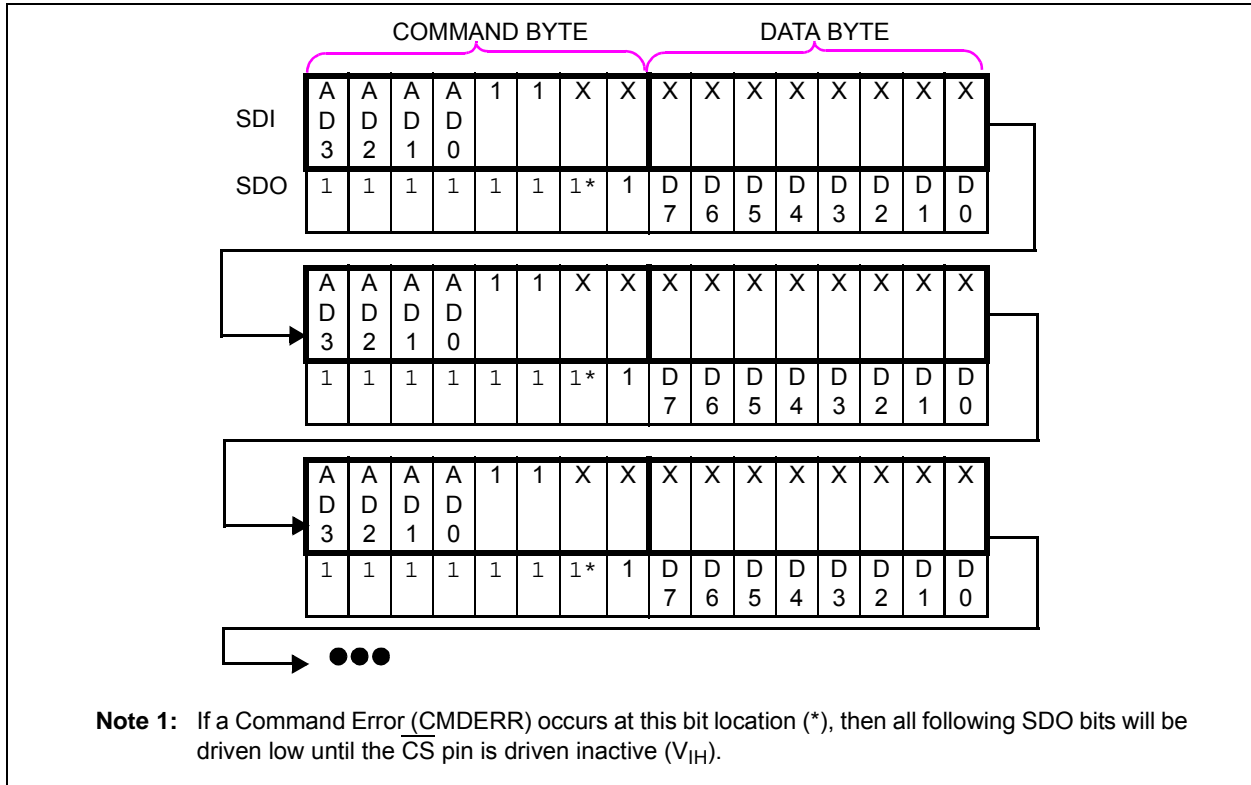 COMMAND BYTE DATA BYTE
SDI
A A A A 1 1 X X X X X X X X X X
D D D D
3 2 1 0
SDO
1 1 1 1 1 1 1* 1 D D D D D D D D
7 6 5 4 3 2 1 0
A A A A 1 1 X X X X X X X X X X
D D D D
3 2 1 0
1 1 1 1 1 1 1* 1 D D D D D D D D
7 6 5 4 3 2 1 0
A A A A 1 1 X X X X X X X X X X
D D D D
3 2 1 0
1 1 1 1 1 1 1* 1 D D D D D D D D
7 6 5 4 3 2 1 0
Note 1: If a Command Error (CMDERR) occurs at this bit location (*), then all following SDO bits will be
driven low until the CS pin is driven inactive (VIH).